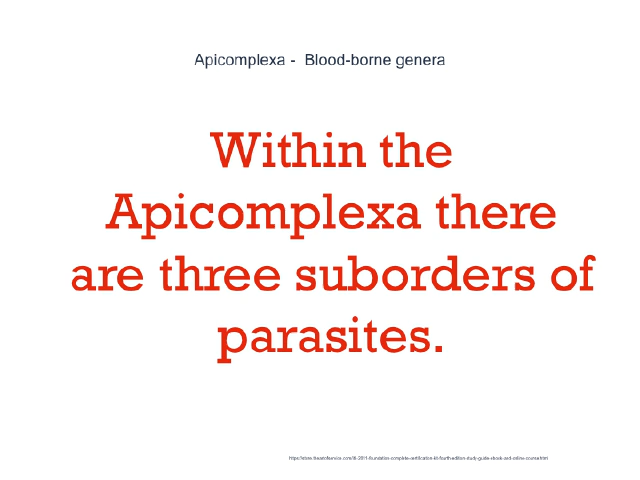 Apicomplexa - Blood-borne genera
Within the
Apicomplexa there
are three suborders of
parasites.